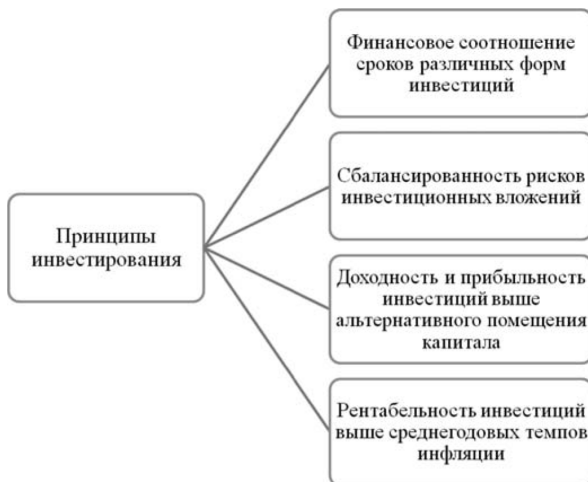 Финансовое соотношение
сроков различных форм
инвестиций
Сбалансированность рисков
инвестиционных вложений
Принципы
инвестирования
Доходность и прибыльность
инвестиций выше
альтернативного помещения
капитала
Рентабельность инвестиций
выше среднегодовых темпов
инфляции